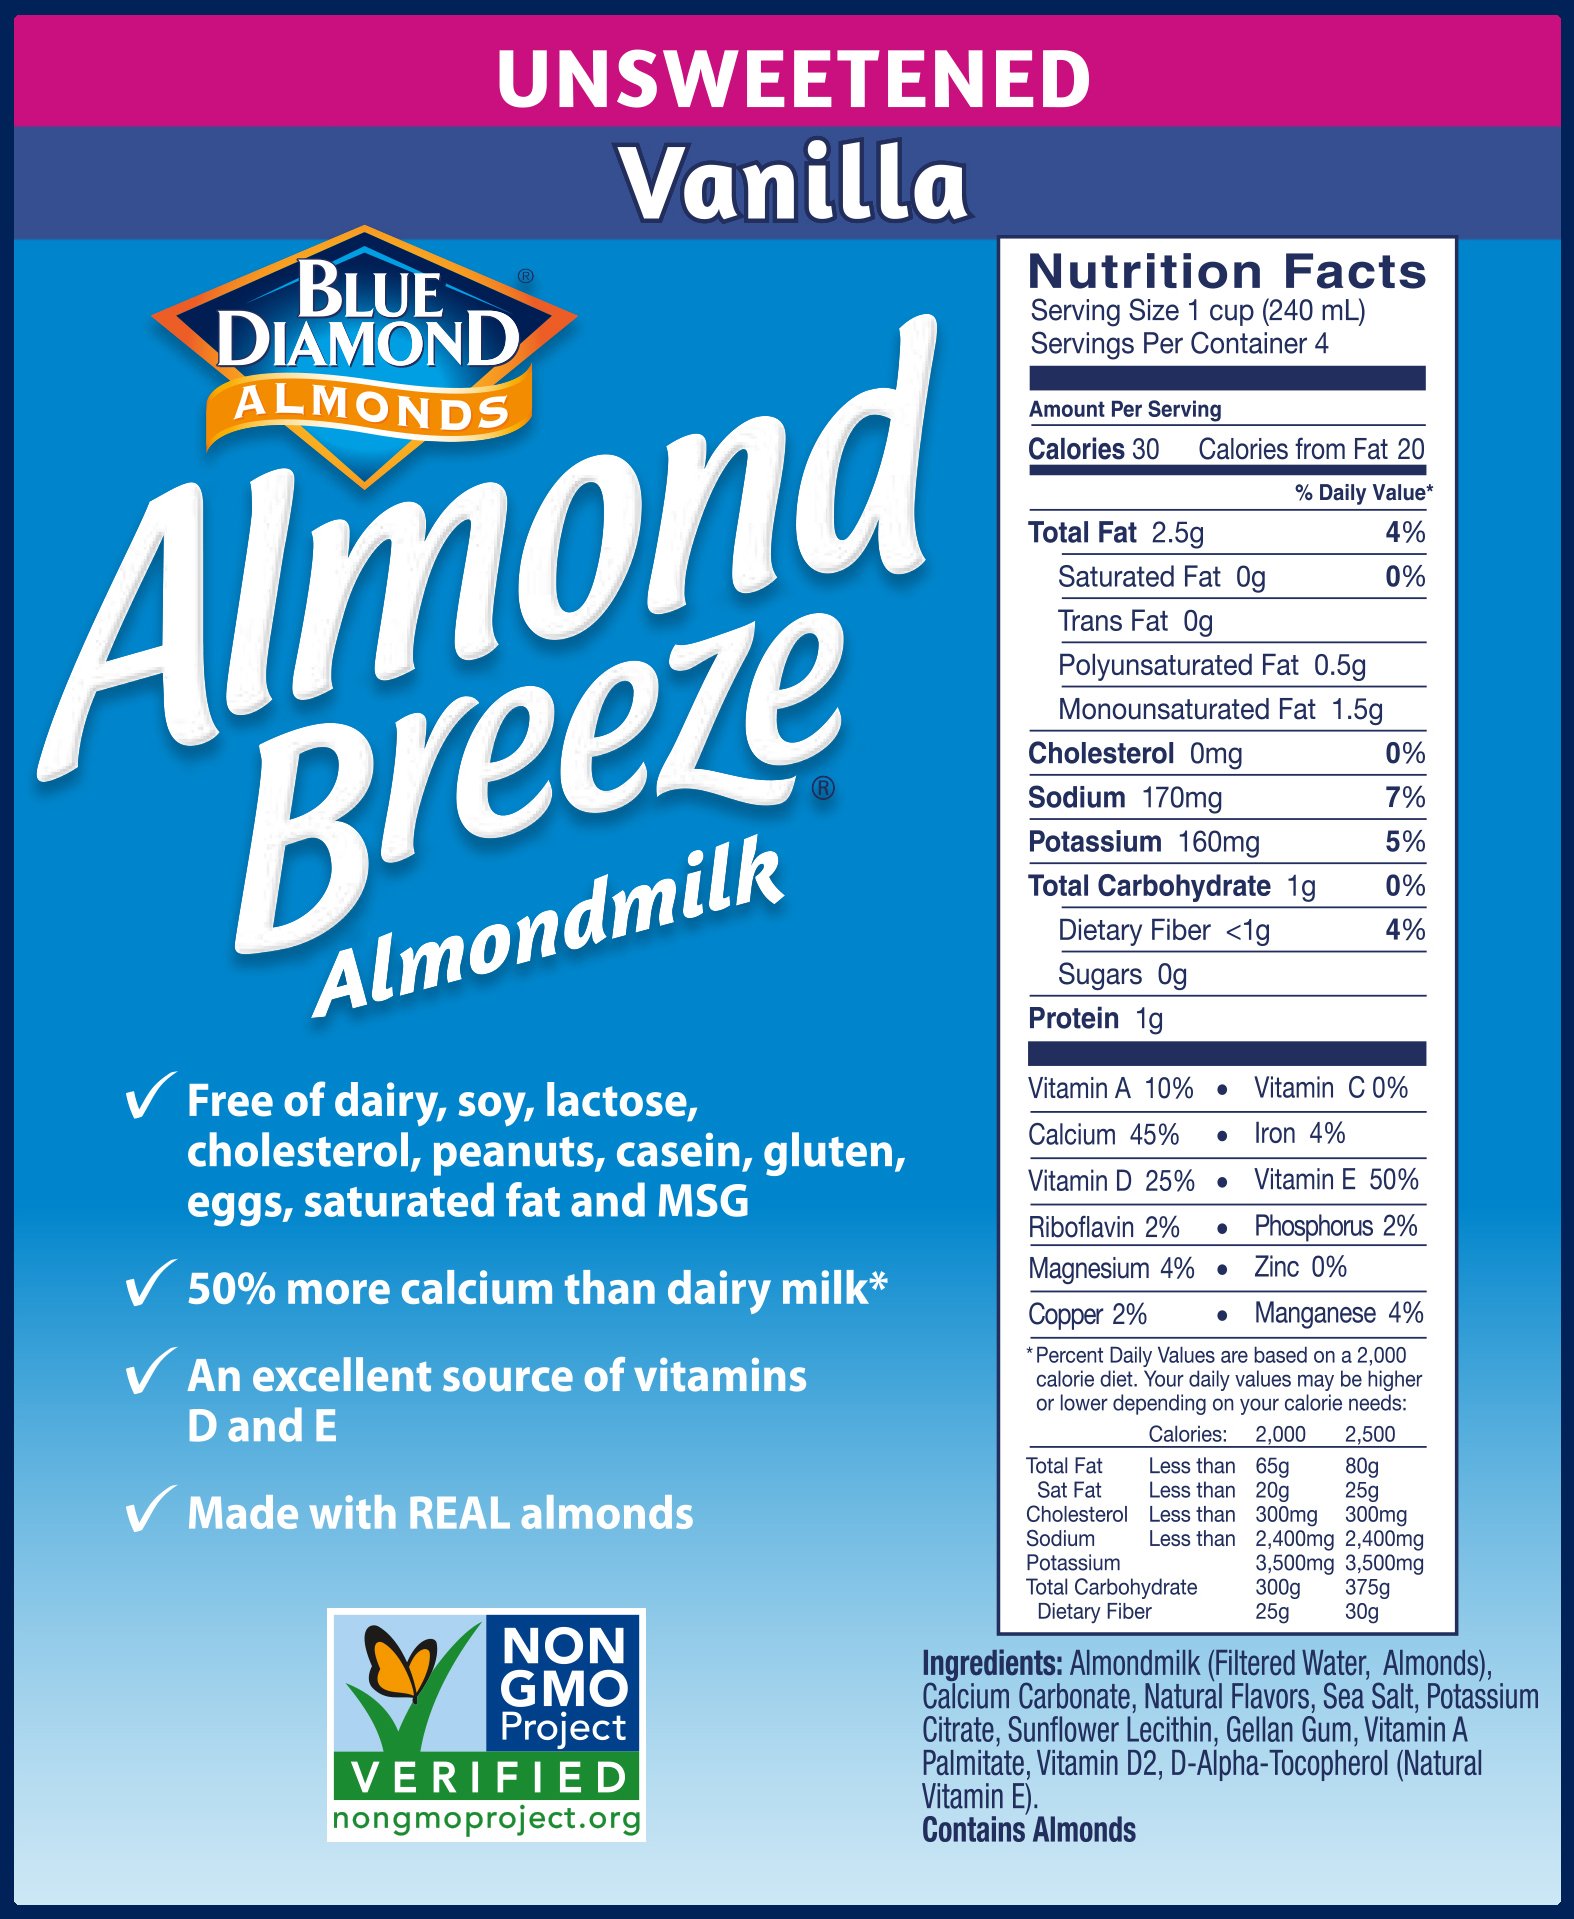 UNSWEETENED
Vanilla
BLUE ®
DIAMOND
ALMONDS
Almond
Breeze ®
Almondmilk
✓ Free of dairy, soy, lactose,
cholesterol, peanuts, casein, gluten,
eggs, saturated fat and MSG
✓ 50% more calcium than dairy milk*
✓ An excellent source of vitamins
D and E
✓ Made with REAL almonds
NON
GMO
Project
VERIFIED
nongmoproject.org
Nutrition Facts
Serving Size 1 cup (240 mL)
Servings Per Container 4
Amount Per Serving
Calories 30 Calories from Fat 20
% Daily Value*
Total Fat 2.5g 4%
Saturated Fat 0g 0%
Trans Fat 0g
Polyunsaturated Fat 0.5g
Monounsaturated Fat 1.5g
Cholesterol 0mg 0%
Sodium 170mg 7%
Potassium 160mg 5%
Total Carbohydrate 1g 0%
Dietary Fiber <1g 4%
Sugars 0g
Protein 1g
Vitamin A 10% • Vitamin C 0%
Calcium 45% • Iron 4%
Vitamin D 25% • Vitamin E 50%
Riboflavin 2% • Phosphorus 2%
Magnesium 4% • Zinc 0%
Copper 2% • Manganese 4%
*Percent Daily Values are based on a 2,000
calorie diet. Your daily values may be higher
or lower depending on your calorie needs:
Calories: 2,000 2,500
Total Fat Less than 65g 80g
Sat Fat Less than 20g 25g
Cholesterol Less than 300mg 300mg
Sodium Less than 2,400mg 2,400mg
Potassium 3,500mg 3,500mg
Total Carbohydrate 300g 375g
Dietary Fiber 25g 30g
Ingredients: Almondmilk (Filtered Water, Almonds),
Calcium Carbonate, Natural Flavors, Sea Salt, Potassium
Citrate, Sunflower Lecithin, Gellan Gum, Vitamin A
Palmitate, Vitamin D2, D-Alpha-Tocopherol (Natural
Vitamin E).
Contains Almonds